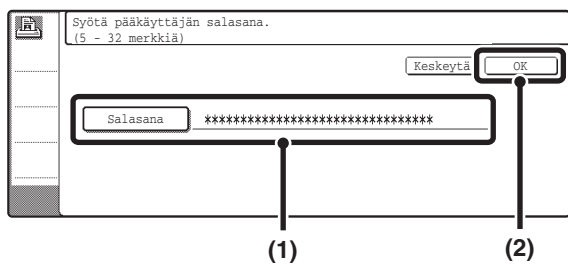 Syötä pääkäyttäjän salasana.
(5 - 32 merkkiä)
Keskeytä OK
Salasana ********************************
(1) (2)